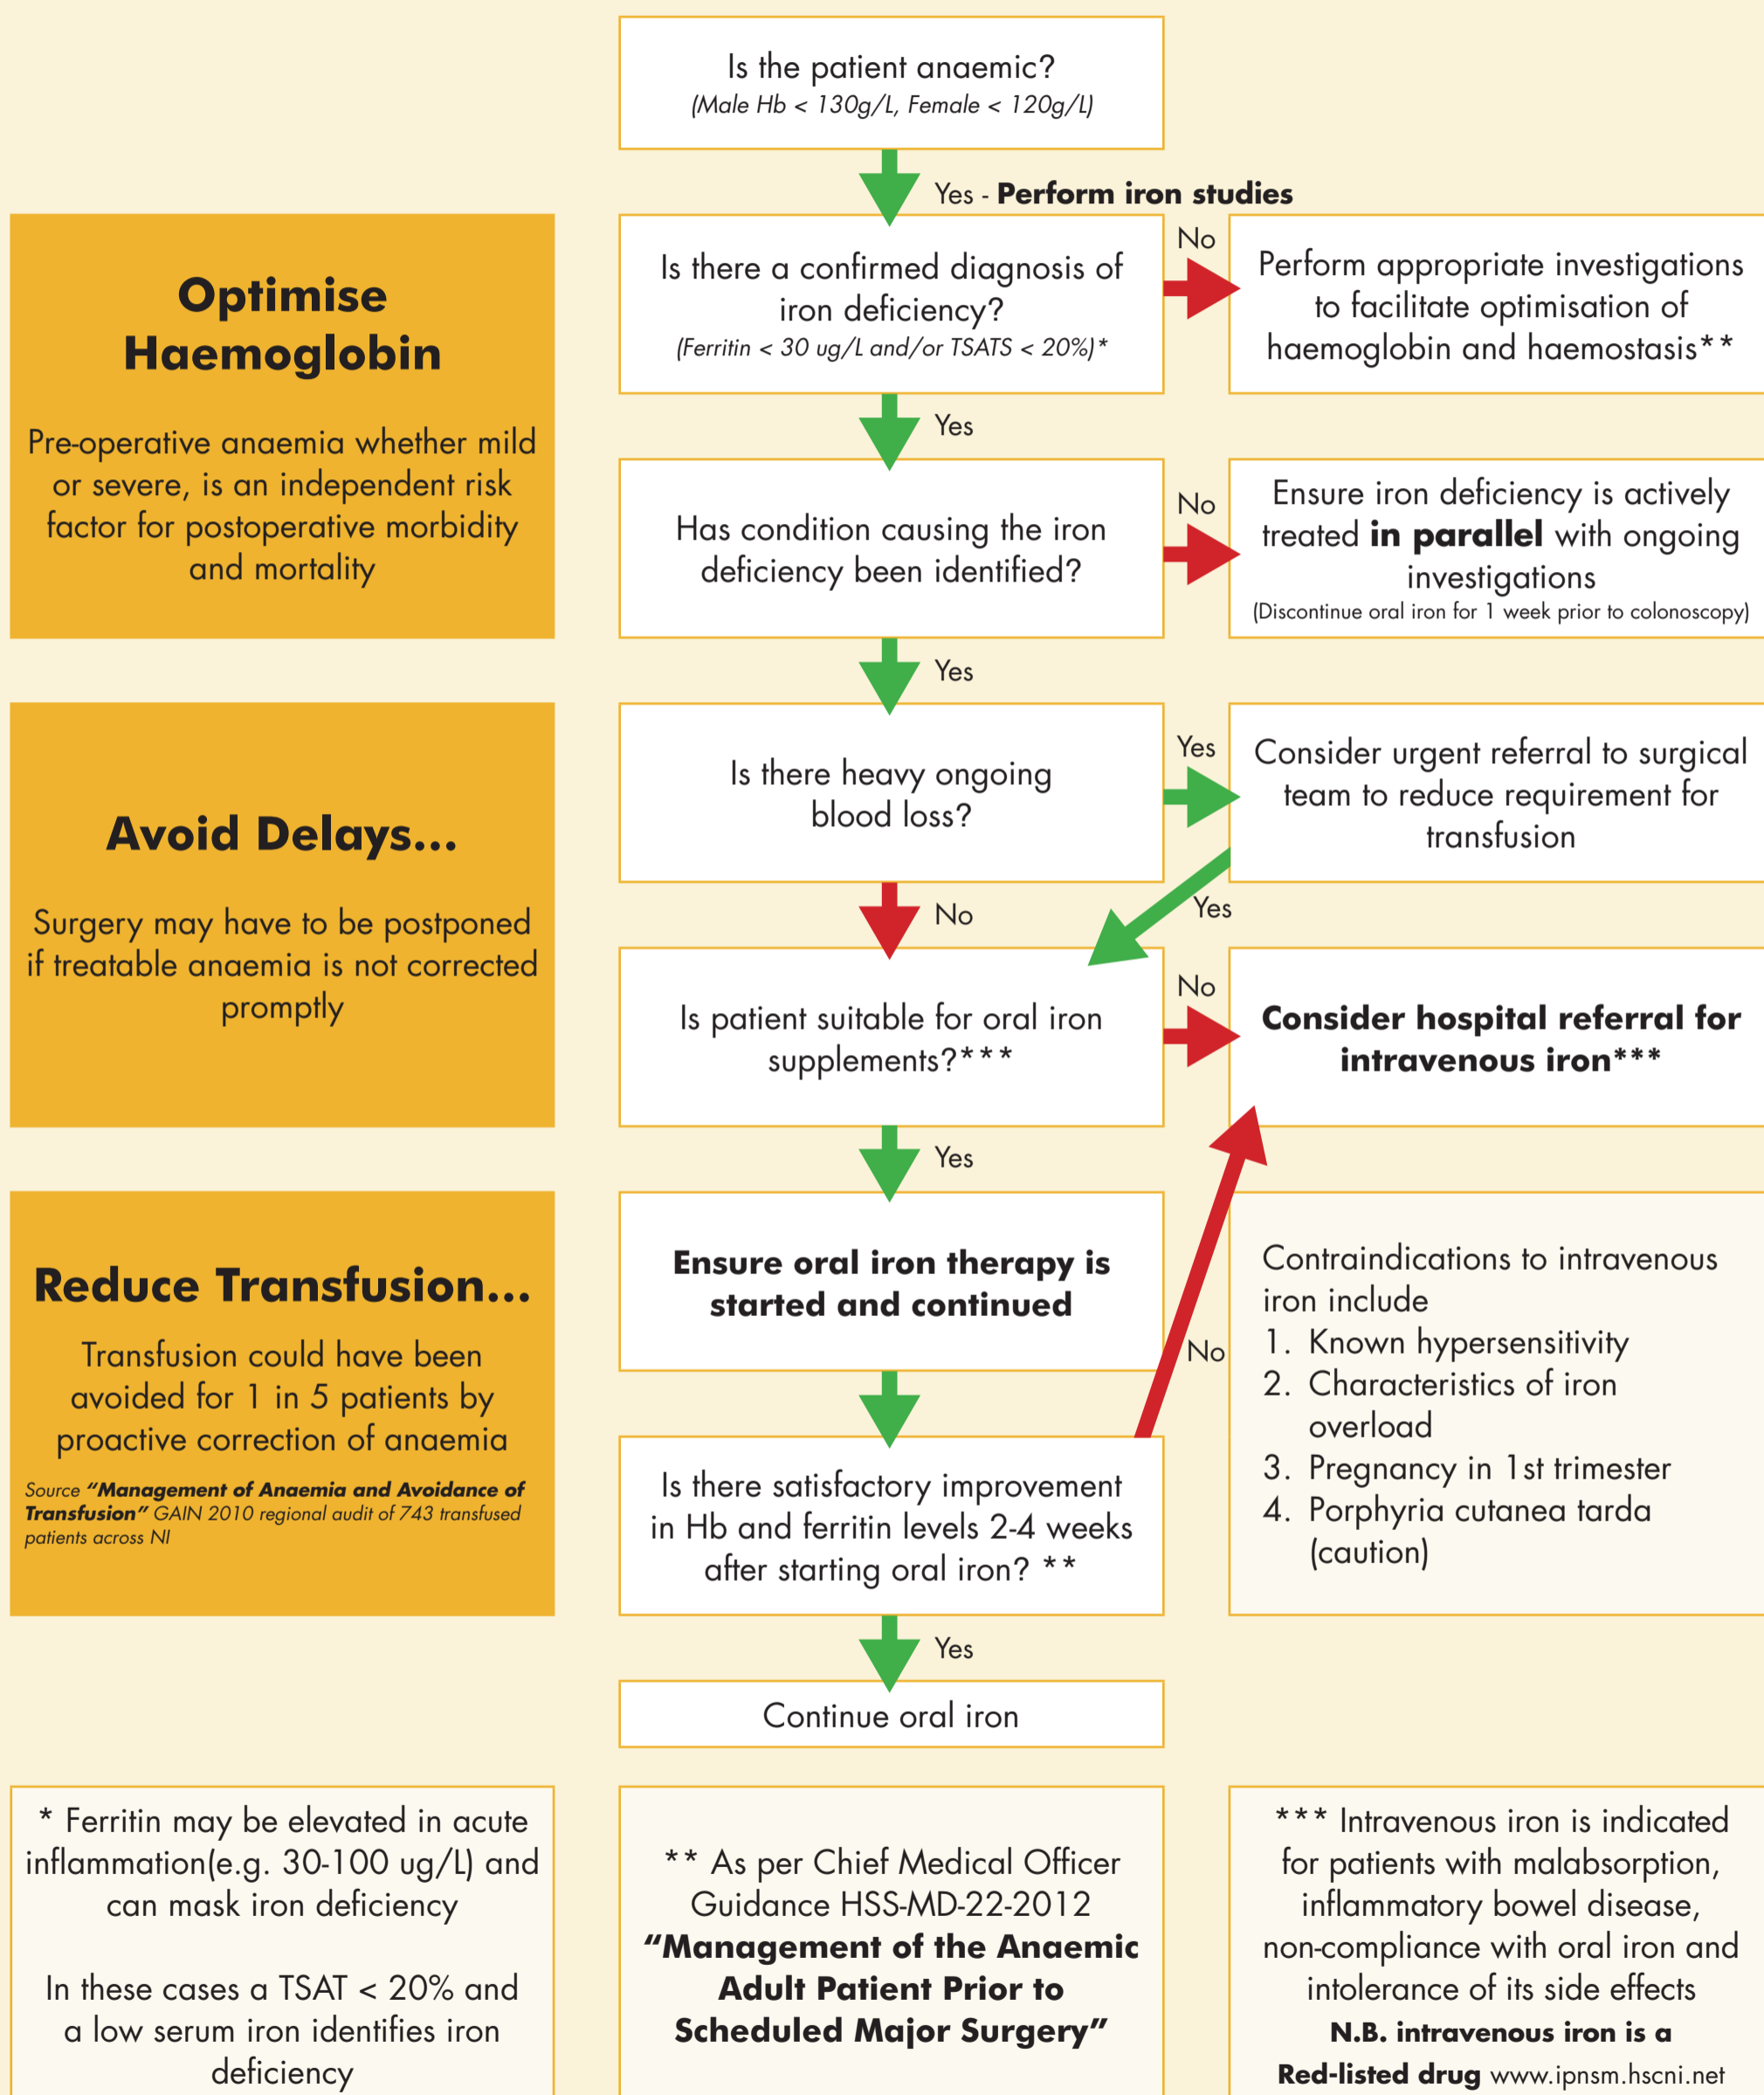 Is the patient anaemic?
(Male Hb < 130g/L, Female < 120g/L)
Yes - Perform iron studies
Optimise
Haemoglobin
Pre-operative anaemia whether mild
or severe, is an independent risk
factor for postoperative morbidity
and mortality
Is there a confirmed diagnosis of
iron deficiency?
(Ferritin < 30 ug/L and/or TSATS < 20%)*
No
Perform appropriate investigations
to facilitate optimisation of
haemoglobin and haemostasis**
Yes
Has condition causing the iron
deficiency been identified?
No
Ensure iron deficiency is actively
treated in parallel with ongoing
investigations
(Discontinue oral iron for 1 week prior to colonoscopy)
Yes
Avoid Delays...
Surgery may have to be postponed
if treatable anaemia is not corrected
promptly
Is there heavy ongoing
blood loss?
Yes
Consider urgent referral to surgical
team to reduce requirement for
transfusion
No
Yes
Is patient suitable for oral iron
supplements?***
No
Consider hospital referral for
intravenous iron***
Yes
Reduce Transfusion...
Transfusion could have been
avoided for 1 in 5 patients by
proactive correction of anaemia
Source "Management of Anaemia and Avoidance of
Transfusion" GAIN 2010 regional audit of 743 transfused
patients across NI
Ensure oral iron therapy is
started and continued
No
Contraindications to intravenous
iron include
1. Known hypersensitivity
2. Characteristics of iron
overload
3. Pregnancy in 1st trimester
4. Porphyria cutanea tarda
(caution)
Is there satisfactory improvement
in Hb and ferritin levels 2-4 weeks
after starting oral iron? **
Yes
Continue oral iron
* Ferritin may be elevated in acute
inflammation(e.g. 30-100 ug/L) and
can mask iron deficiency
In these cases a TSAT < 20% and
a low serum iron identifies iron
deficiency
** As per Chief Medical Officer
Guidance HSS-MD-22-2012
"Management of the Anaemic
Adult Patient Prior to
Scheduled Major Surgery"
*** Intravenous iron is indicated
for patients with malabsorption,
inflammatory bowel disease,
non-compliance with oral iron and
intolerance of its side effects
N.B. intravenous iron is a
Red-listed drug www.ipnsm.hscni.net